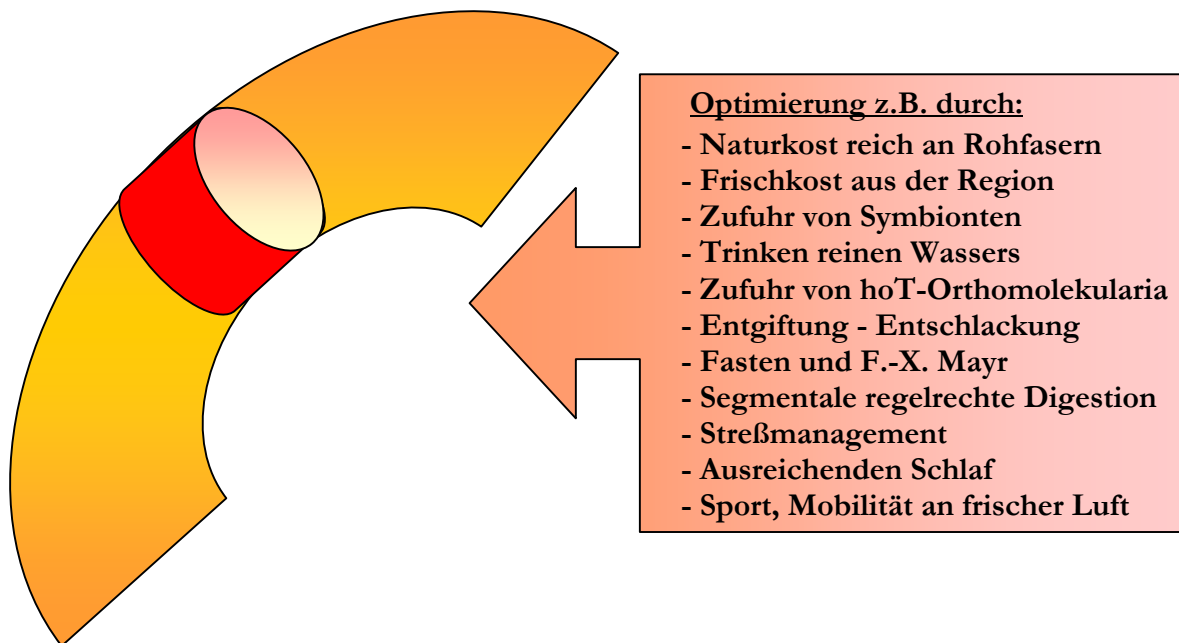 Optimierung z.B. durch:
- Naturkost reich an Rohfasern
- Frischkost aus der Region
- Zufuhr von Symbionten
- Trinken reinen Wassers
- Zufuhr von hoT-Orthomolekularia
- Entgiftung - Entschlackung
- Fasten und F.-X. Mayr
- Segmentale regelrechte Digestion
- Streßmanagement
- Ausreichenden Schlaf
- Sport, Mobilität an frischer Luft